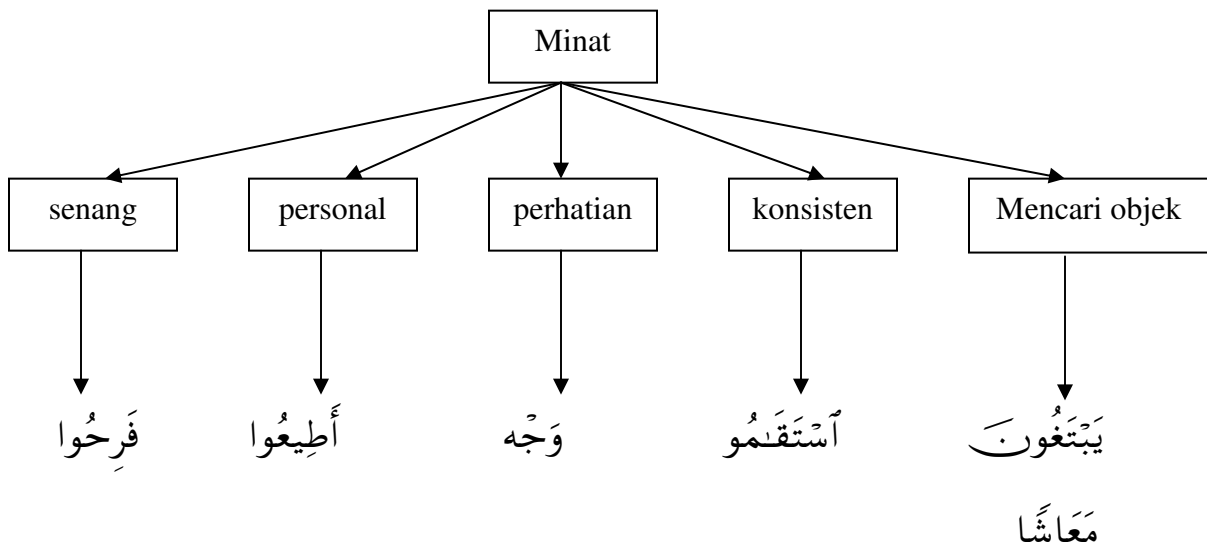 Minat
senang personal perhatian konsisten Mencari objek
فَرِحُوا أَطِيعُوا وَجْه ٱسْتَقَـٰمُو يَبْتَغُونَ
مَعَاشًا